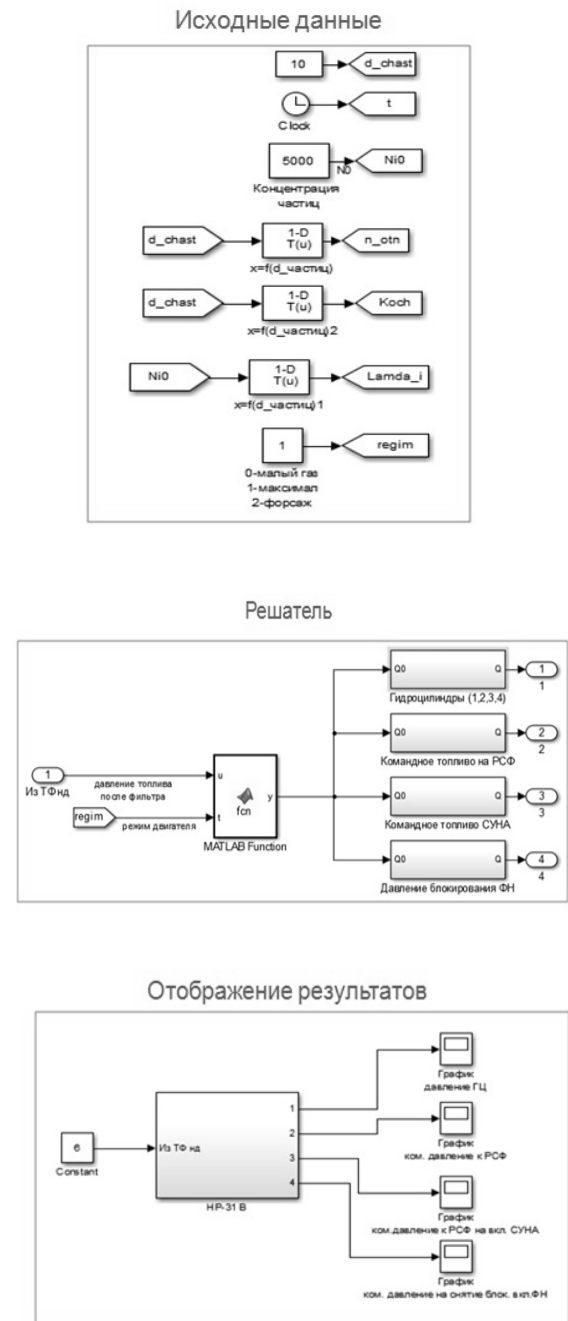 Исходные данные
10
d_chast
t
Clock
5000
N0
Ni0
Концентрация
частиц
d_chast
1-D
T(u)
n_otn
x=f(d_частиц)
d_chast
1-D
T(u)
Koch
x=f(d_частиц)2
Ni0
1-D
T(u)
Lamda_i
x=f(d_частиц)1
1
regim
0-малый газ
1-максимал
2-форсаж
Решатель
Q0
Q
1
Гидроцилиндры (1,2,3,4)
1
Q0
Q
2
Командное топливо на РСФ
2
1
Из ТФнд
давление топлива
после фильтра
u
regim
режим двигателя
t
fcn
y
MATLAB Function
Q0
Q
3
Командное топливо СУНА
3
Q0
Q
4
Давление блокирования ФН
4
Отображение результатов
График
давление ГЦ
6
Constant
Из ТФ нд
1
2
3
4
НР-31 В
График
ком. давление к РСФ
График
ком.давление к РСФ на вкл. СУНА
График
ком. давление на снятие блок. вкл.ФН